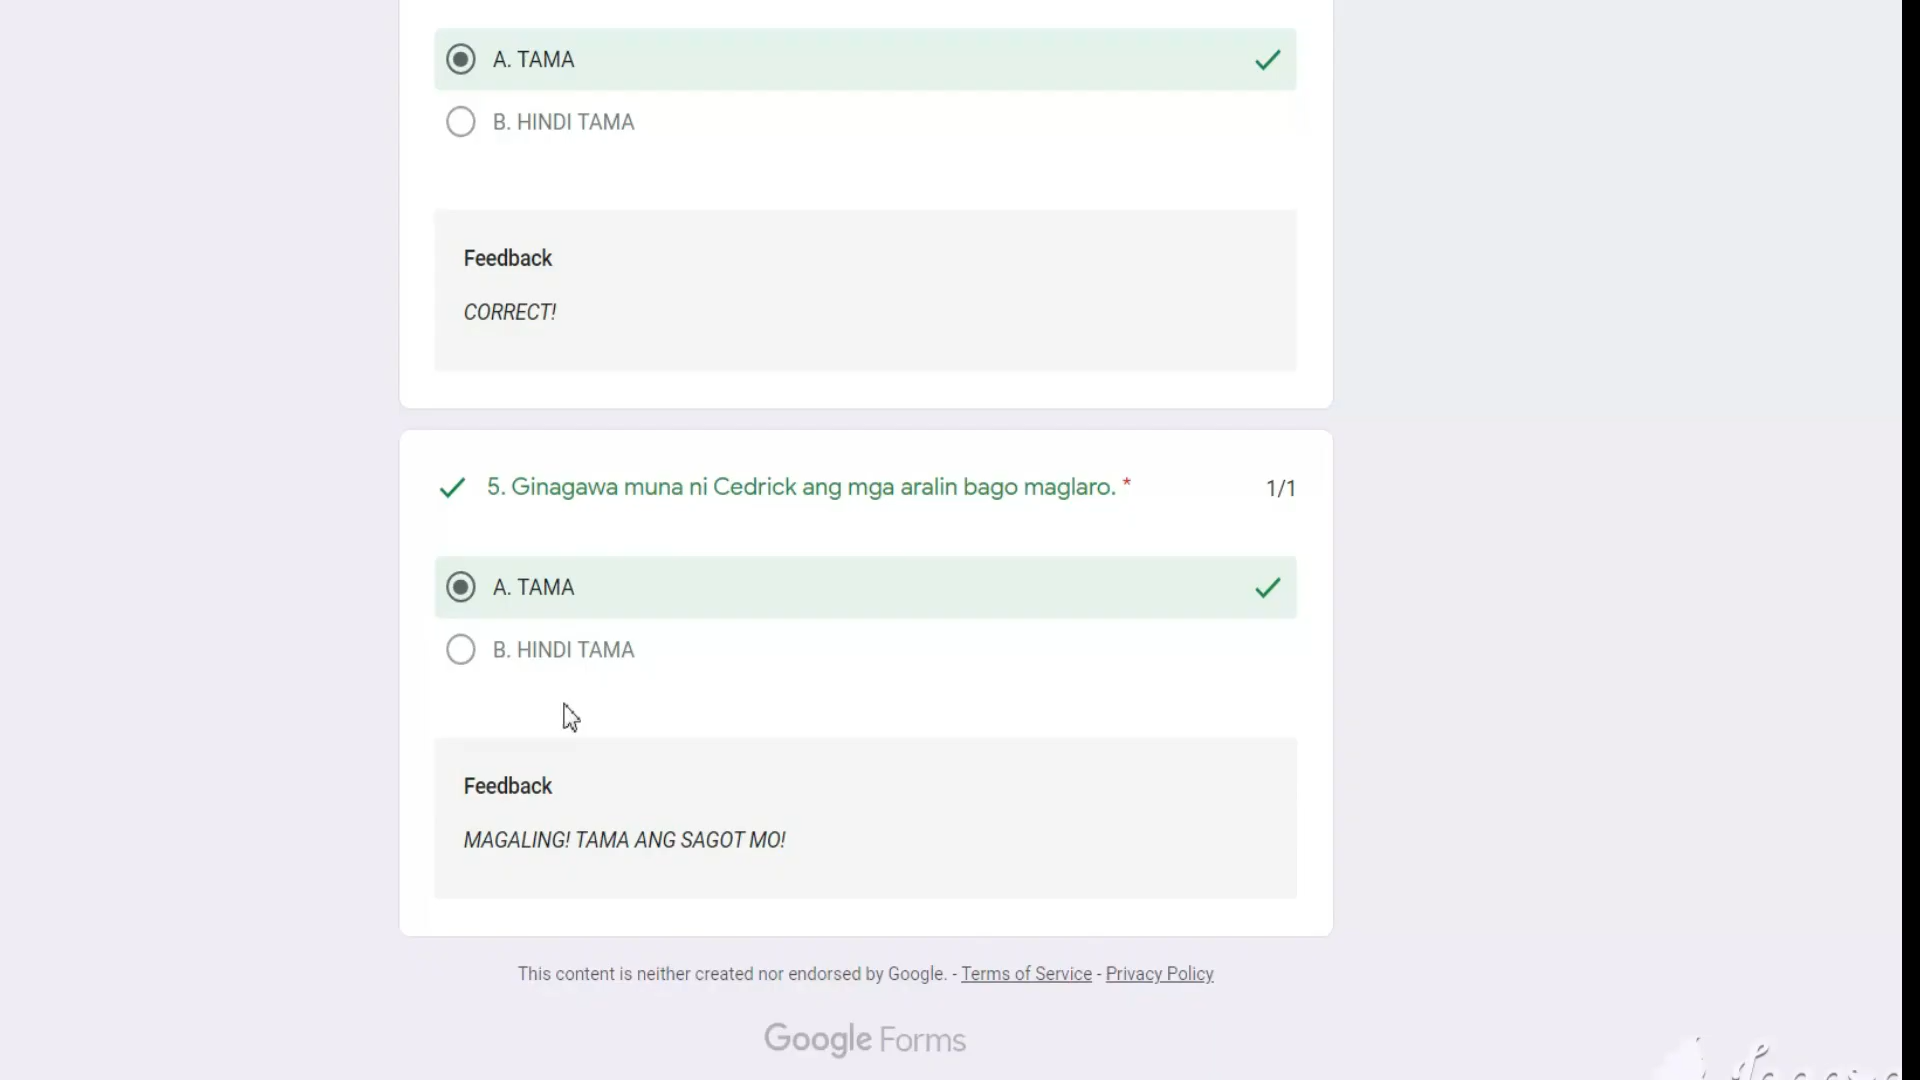 A. TAMA
B. HINDI TAMA
Feedback
CORRECT!
5. Ginagawa muna ni Cedrick ang mga aralin bago maglaro. *
1/1
A. TAMA
B. HINDI TAMA
Feedback
MAGALING! TAMA ANG SAGOT MO!
This content is neither created nor endorsed by Google. - Terms of Service - Privacy Policy
Google Forms